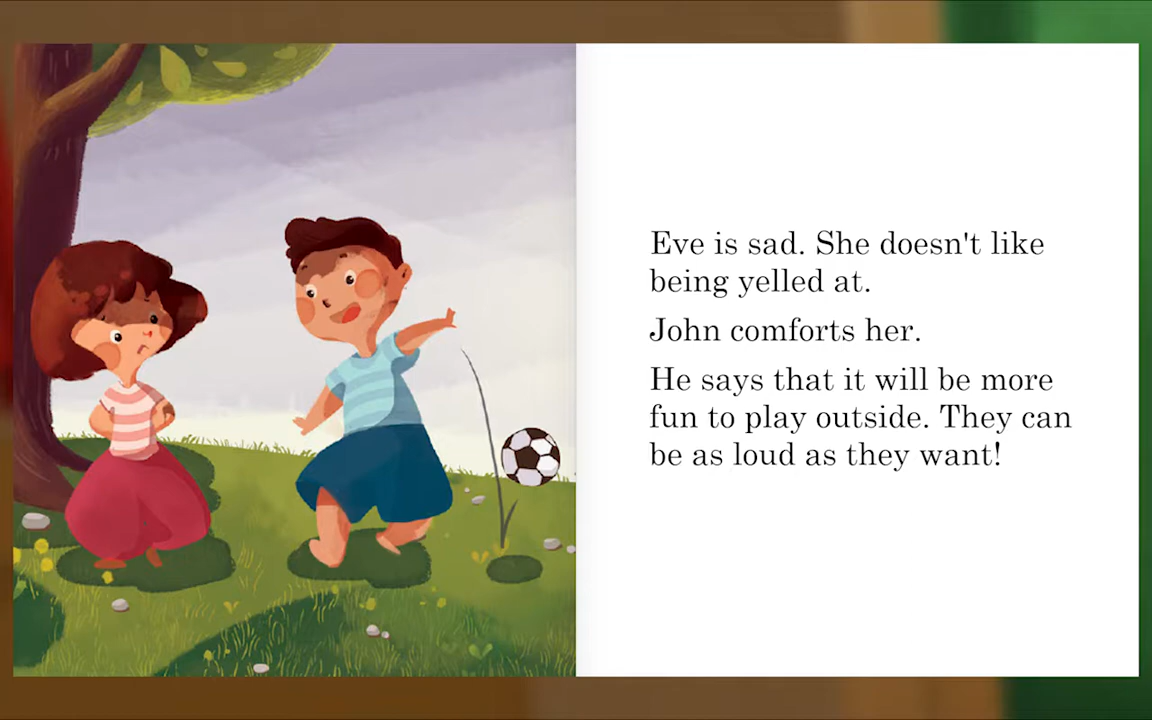 Eve is sad. She doesn't like
being yelled at.
John comforts her.
He says that it will be more
fun to play outside. They can
be as loud as they want!